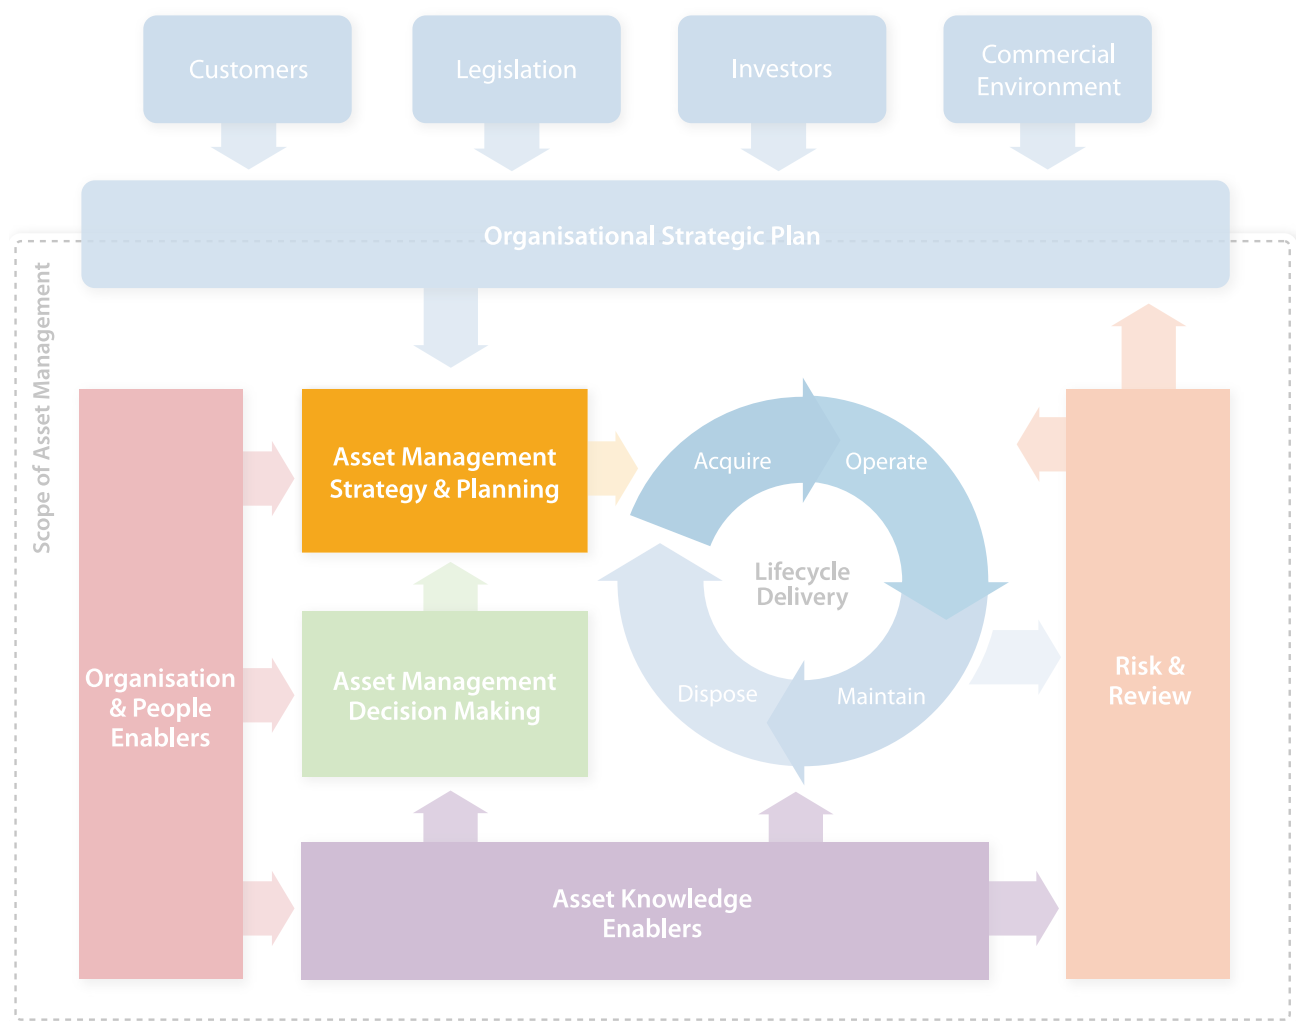 Customers
Legislation
Investors
Commercial
Environment
Organisational Strategic Plan
Scope of Asset Management
Asset Management
Strategy & Planning
Acquire
Operate
Lifecycle
Delivery
Organisation
& People
Enablers
Asset Management
Decision Making
Dispose
Maintain
Risk &
Review
Asset Knowledge
Enablers